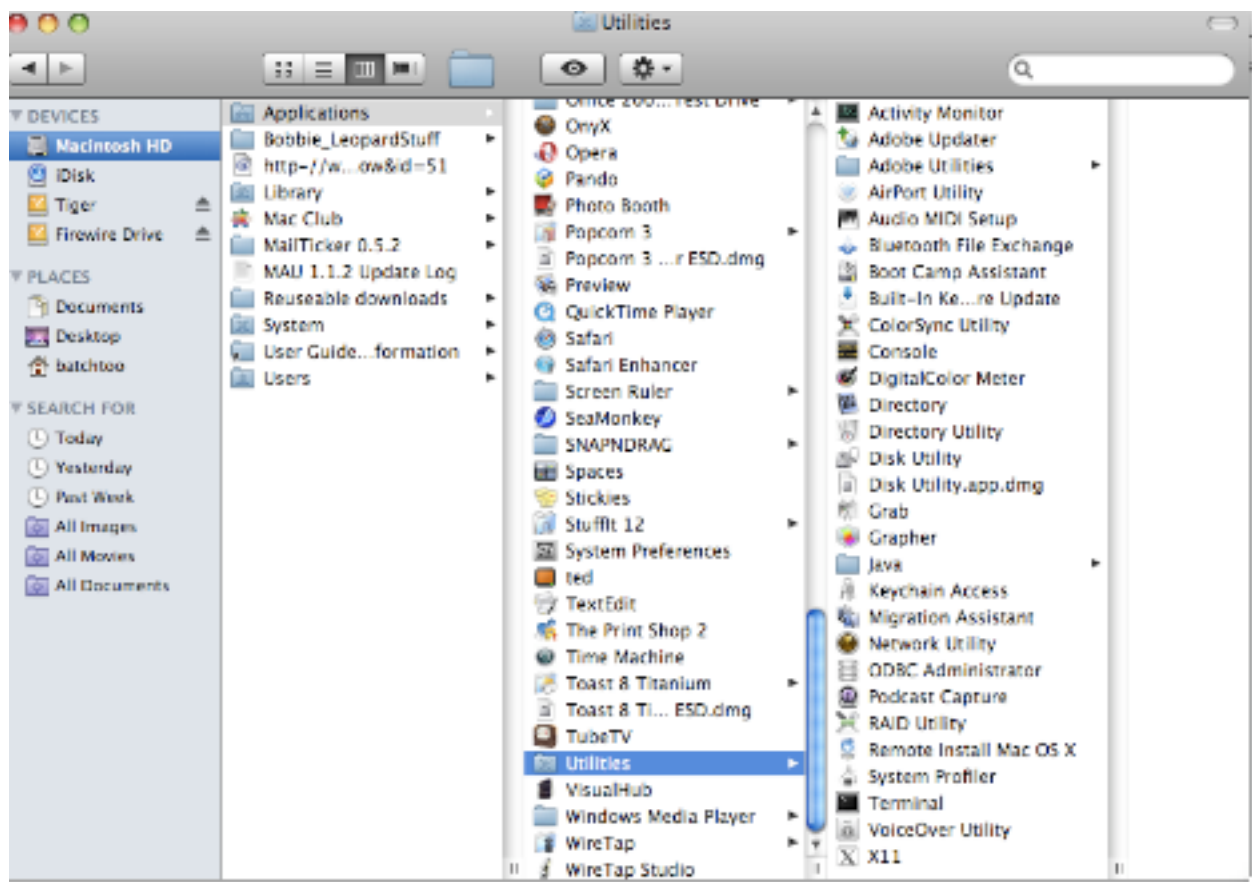 Utilities
DEVICES
Macintosh HD
iDisk
Tiger
Firewire Drive
PLACES
Documents
Desktop
batchtoo
SEARCH FOR
Today
Yesterday
Past Week
All Images
All Movies
All Documents
Applications
Bobbie_LeopardStuff
http-//w...ow&id=51
Library
Mac Club
MailTicker 0.5.2
MAU 1.1.2 Update Log
Reuseable downloads
System
User Guide...formation
Users
Office 200...Test Drive
OnyX
Opera
Pando
Photo Booth
Popcorn 3
Popcorn 3 ...r ESD.dmg
Preview
QuickTime Player
Safari
Safari Enhancer
Screen Ruler
SeaMonkey
SNAPNDRAG
Spaces
Stickies
StuffIt 12
System Preferences
ted
TextEdit
The Print Shop 2
Time Machine
Toast 8 Titanium
Toast 8 Ti... ESD.dmg
TubeTV
Utilities
VisualHub
Windows Media Player
WireTap
WireTap Studio
Activity Monitor
Adobe Updater
Adobe Utilities
AirPort Utility
Audio MIDI Setup
Bluetooth File Exchange
Boot Camp Assistant
Built-in Ke...re Update
ColorSync Utility
Console
DigitalColor Meter
Directory
Directory Utility
Disk Utility
Disk Utility.app.dmg
Grab
Grapher
Java
Keychain Access
Migration Assistant
Network Utility
ODBC Administrator
Podcast Capture
RAID Utility
Remote Install Mac OS X
System Profiler
Terminal
VoiceOver Utility
X11